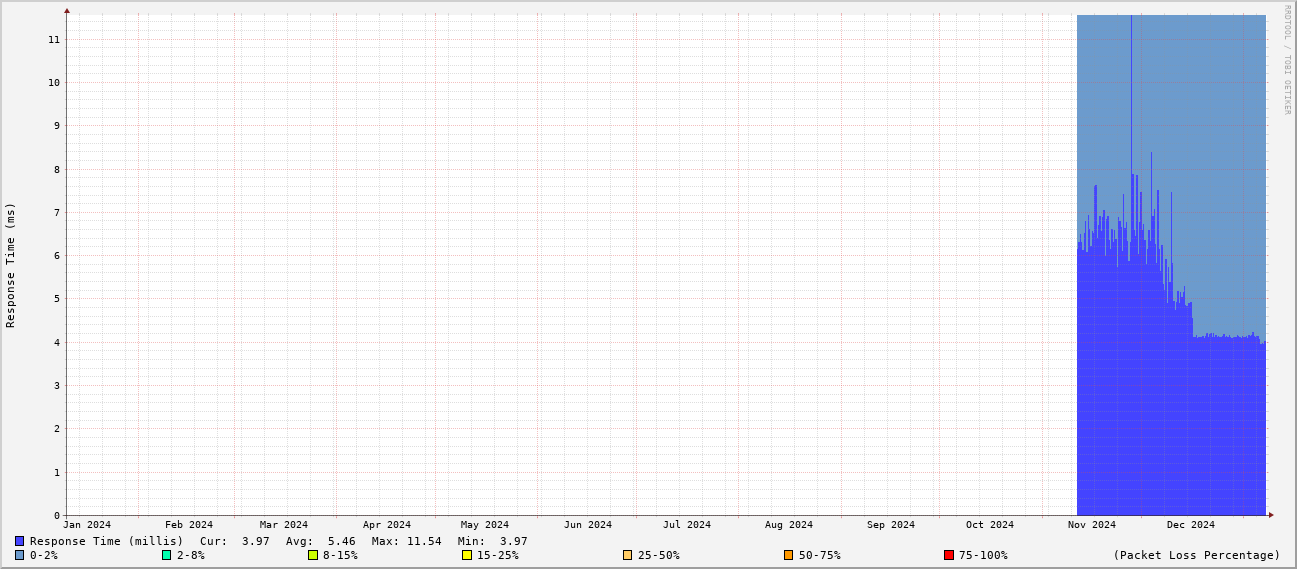 RRDTOOL / TOBI OETIKER
Response Time (ms)
11
10
9
8
7
6
5
4
3
2
1
0
Jan 2024 Feb 2024 Mar 2024 Apr 2024 May 2024 Jun 2024 Jul 2024 Aug 2024 Sep 2024 Oct 2024 Nov 2024 Dec 2024
Response Time (millis) Cur: 3.97 Avg: 5.46 Max: 11.54 Min: 3.97
0-2% 2-8% 8-15% 15-25% 25-50% 50-75% 75-100% (Packet Loss Percentage)